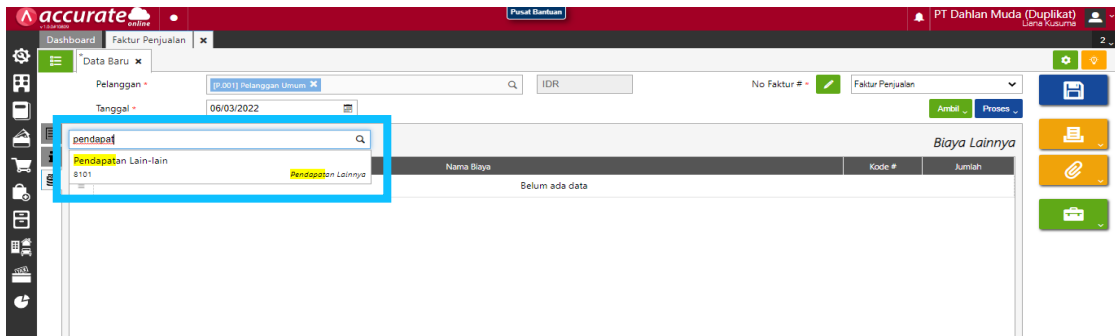 accurate
online
Pusat Bantuan
PT Dahlan Muda (Duplikat)
Liana Kusuma
Dashboard
Faktur Penjualan
2
Data Baru
Pelanggan *
[P.001] Pelanggan Umum
IDR
No Faktur # *
Faktur Penjualan
Tanggal *
06/03/2022
Ambil
Proses
pendapat
Biaya Lainnya
Pendapatan Lain-lain
8101
Pendapatan Lainnya
Nama Biaya
Kode #
Jumlah
Belum ada data